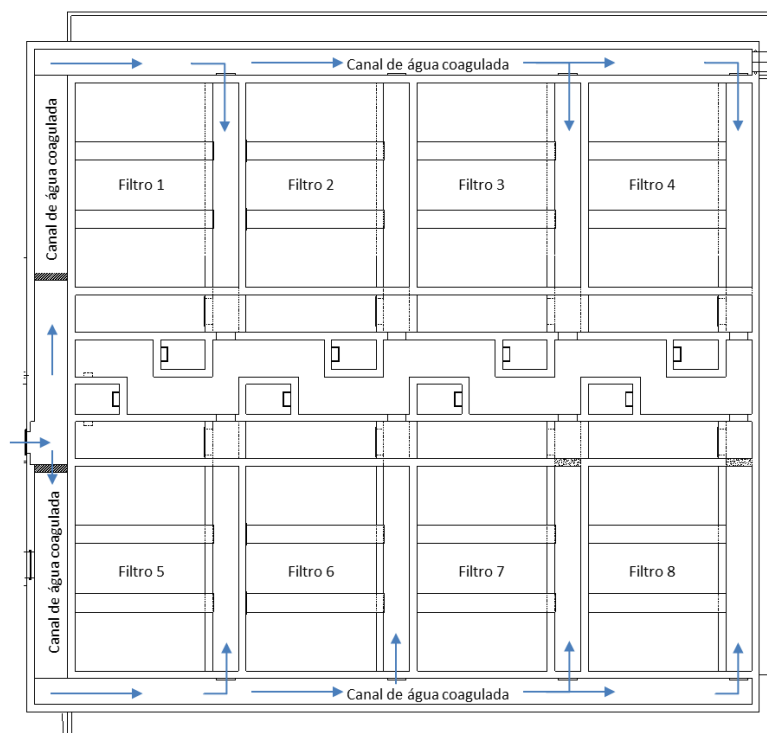 Canal de água coagulada
Canal de água coagulada
Filtro 1
Filtro 2
Filtro 3
Filtro 4
Canal de água coagulada
Filtro 5
Filtro 6
Filtro 7
Filtro 8
Canal de água coagulada